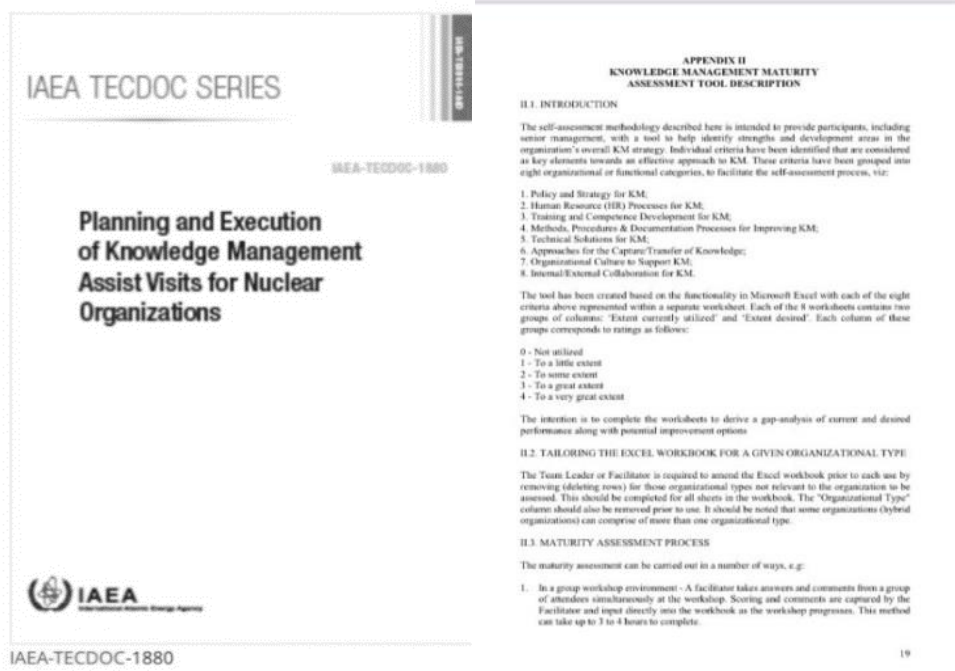 IAEA TECDOC SERIES
IAEA-TECDOC-1880
Planning and Execution
of Knowledge Management
Assist Visits for Nuclear
Organizations
IAEA
International Atomic Energy Agency
IAEA-TECDOC-1880
APPENDIX II
KNOWLEDGE MANAGEMENT MATURITY
ASSESSMENT TOOL DESCRIPTION
II.1. INTRODUCTION
The self-assessment methodology described here is intended to provide participants, including
senior management, with a tool to help identify strengths and development areas in the
organization's overall KM strategy. Individual criteria have been identified that are considered
as key elements towards an effective approach to KM. These criteria have been grouped into
eight organizational or functional categories, to facilitate the self-assessment process, viz:
1. Policy and Strategy for KM;
2. Human Resource (HR) Processes for KM;
3. Training and Competence Development for KM;
4. Methods, Procedures & Documentation Processes for Improving KM;
5. Technical Solutions for KM;
6. Approaches for the Capture/Transfer of Knowledge;
7. Organizational Culture to Support KM;
8. Internal/External Collaboration for KM.
The tool has been created based on the functionality in Microsoft Excel with each of the eight
criteria above represented within a separate worksheet. Each of the 8 worksheets contains two
groups of columns: 'Extent currently utilized' and 'Extent desired'. Each column of these
groups corresponds to ratings as follows:
0 - Not utilized
1 - To a little extent
2 - To some extent
3 - To a great extent
4 - To a very great extent
The intention is to complete the worksheets to derive a gap-analysis of current and desired
performance along with potential improvement options
II.2. TAILORING THE EXCEL WORKBOOK FOR A GIVEN ORGANIZATIONAL TYPE
The Team Leader or Facilitator is required to amend the Excel workbook prior to each use by
removing (deleting rows) for those organizational types not relevant to the organization to be
assessed. This should be completed for all sheets in the workbook. The "Organizational Type"
column should also be removed prior to use. It should be noted that some organizations (hybrid
organizations) can comprise of more than one organizational type.
II.3. MATURITY ASSESSMENT PROCESS
The maturity assessment can be carried out in a number of ways, e.g:
1. In a group workshop environment - A facilitator takes answers and comments from a group
of attendees simultaneously at the workshop. Scoring and comments are captured by the
Facilitator and input directly into the workbook as the workshop progresses. This method
can take up to 3 to 4 hours to complete.
19